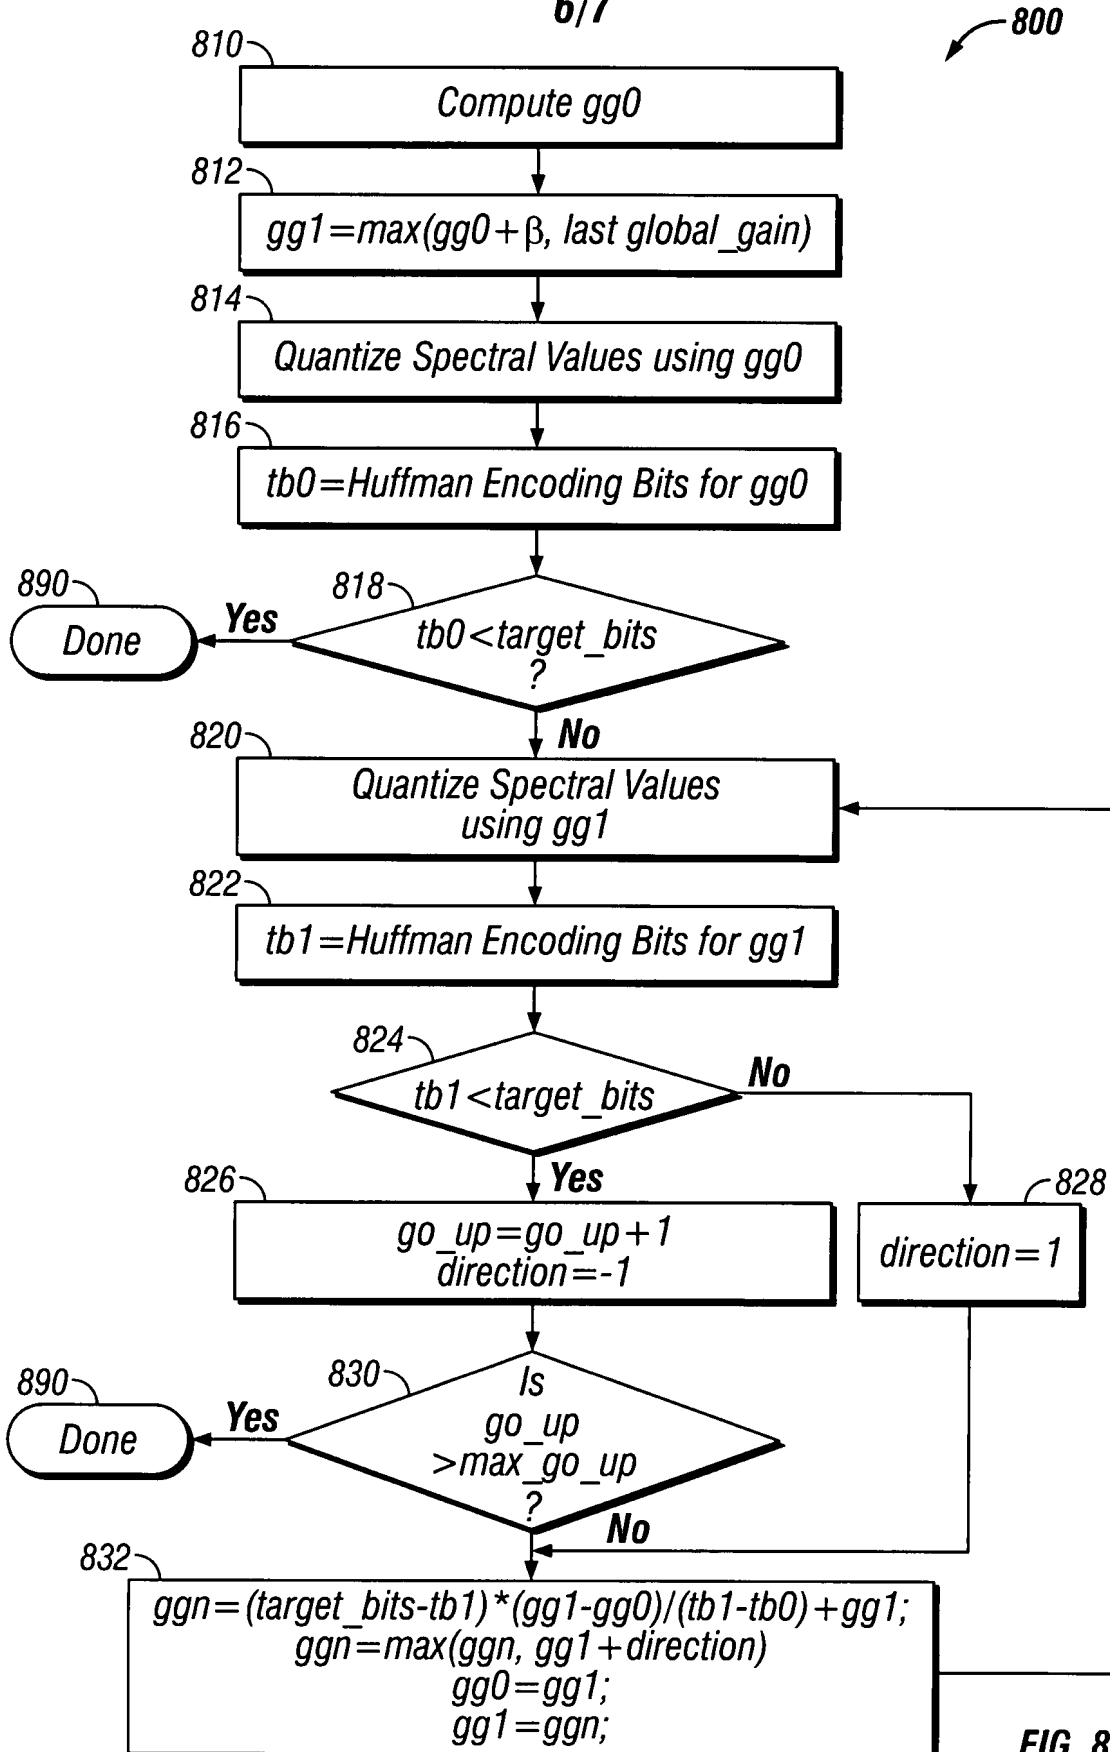 6/7
800
810
Compute gg0
812
gg1=max(gg0+β, last global_gain)
814
Quantize Spectral Values using gg0
816
tb0=Huffman Encoding Bits for gg0
890
Done
Yes
818
tb0<target_bits
?
No
820
Quantize Spectral Values
using gg1
822
tb1=Huffman Encoding Bits for gg1
824
tb1<target_bits
No
Yes
826
go_up=go_up+1
direction=-1
828
direction=1
890
Done
Yes
830
Is
go_up
>max_go_up
?
No
832
ggn=(target_bits-tb1)*(gg1-gg0)/(tb1-tb0)+gg1;
ggn=max(ggn, gg1+direction)
gg0=gg1;
gg1=ggn;
FIG. 8